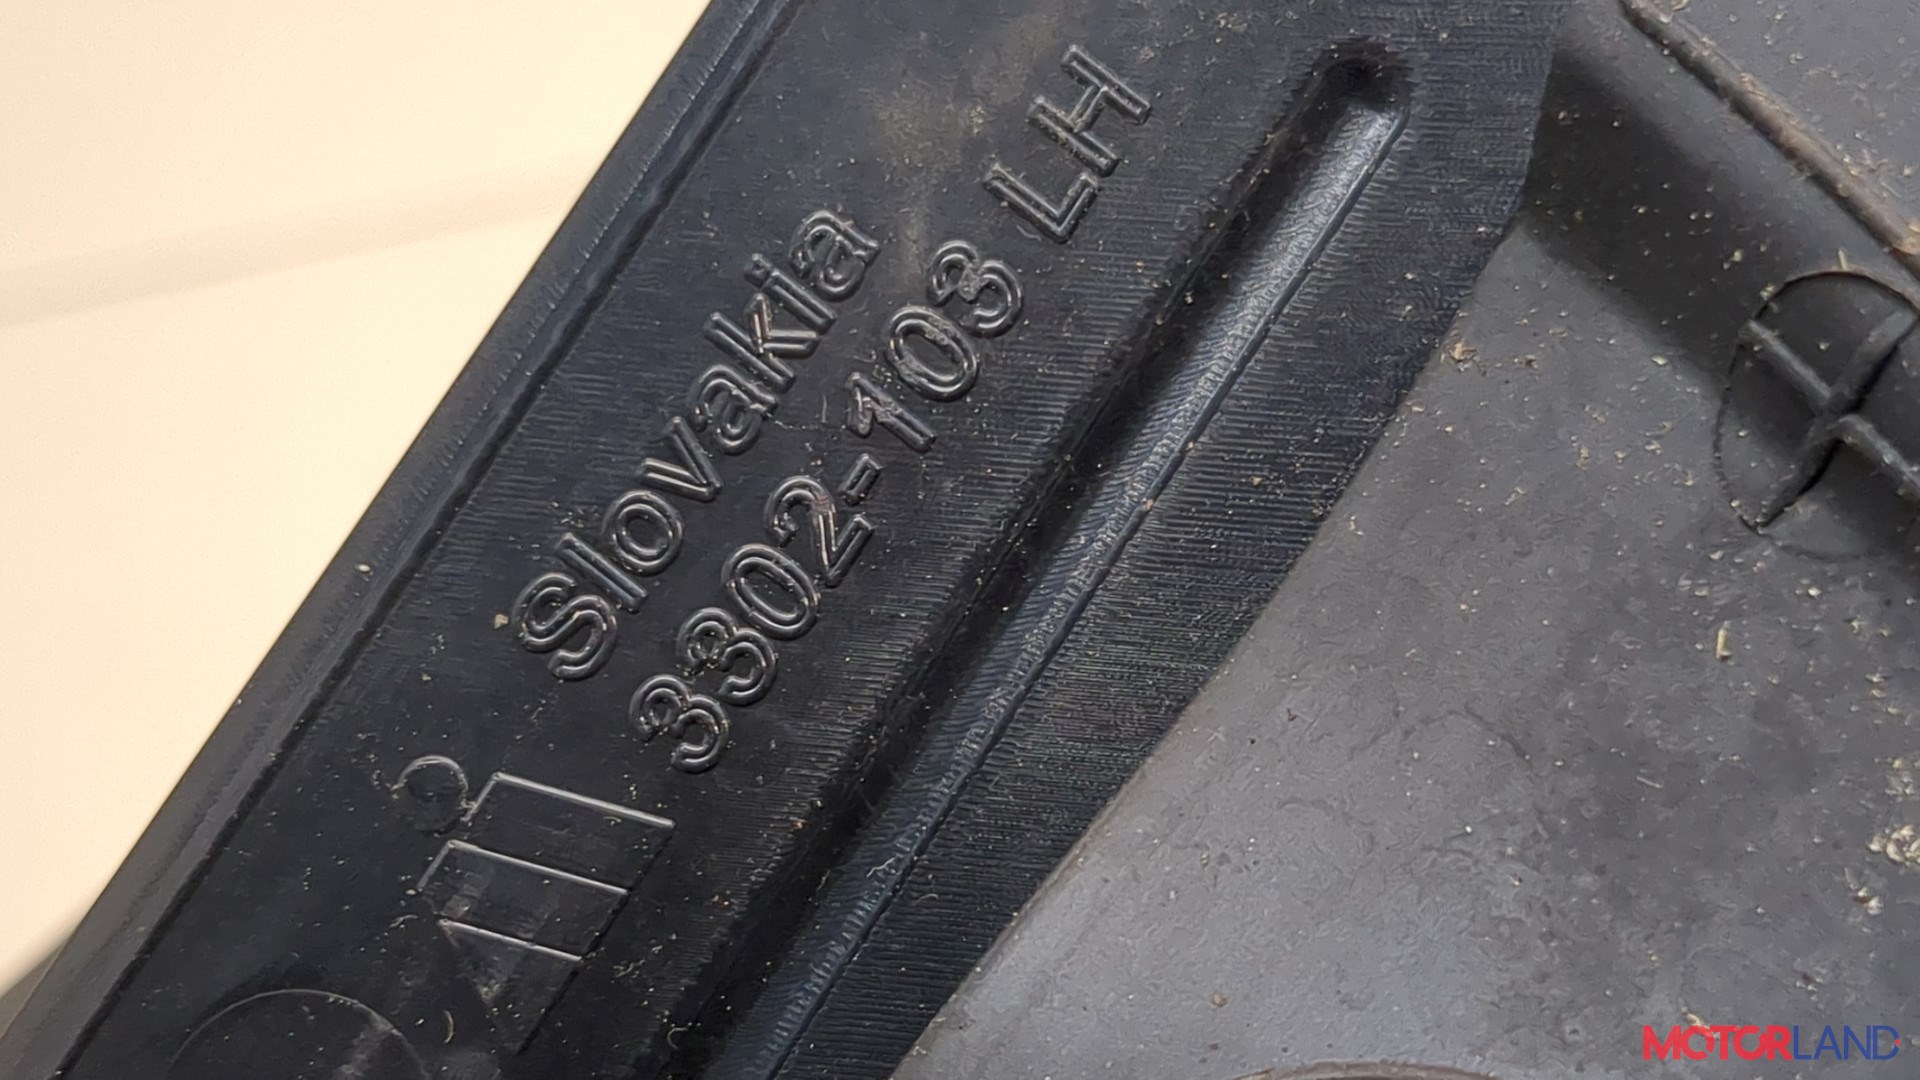 Slovakia
3302-103 LH
MOTORLAND